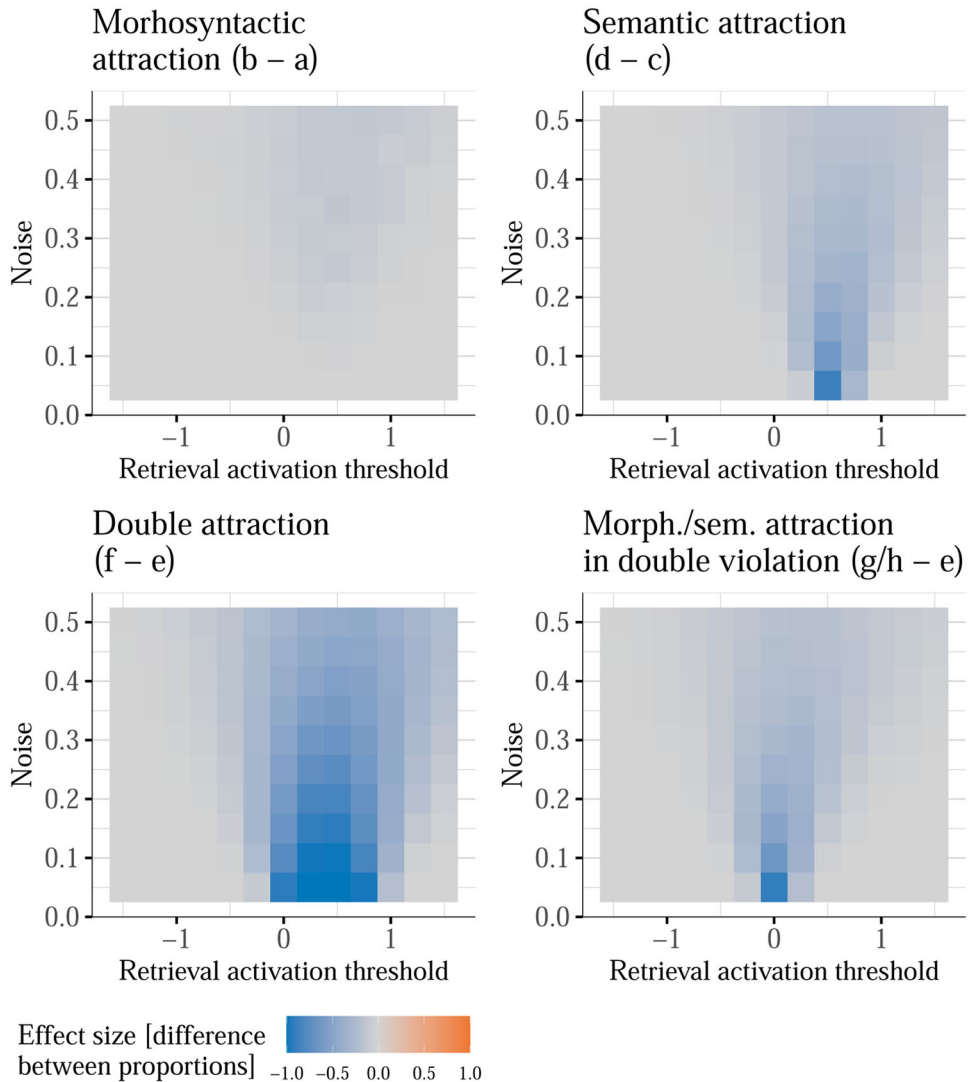 Morhosyntactic
attraction (b – a)
Semantic attraction
(d – c)
0.5
0.4
0.3
0.2
0.1
0.0
Noise
−1 0 1
Retrieval activation threshold
0.5
0.4
0.3
0.2
0.1
0.0
Noise
−1 0 1
Retrieval activation threshold
Double attraction
(f – e)
Morph./sem. attraction
in double violation (g/h – e)
0.5
0.4
0.3
0.2
0.1
0.0
Noise
−1 0 1
Retrieval activation threshold
0.5
0.4
0.3
0.2
0.1
0.0
Noise
−1 0 1
Retrieval activation threshold
Effect size [difference
between proportions]
−1.0 −0.5 0.0 0.5 1.0